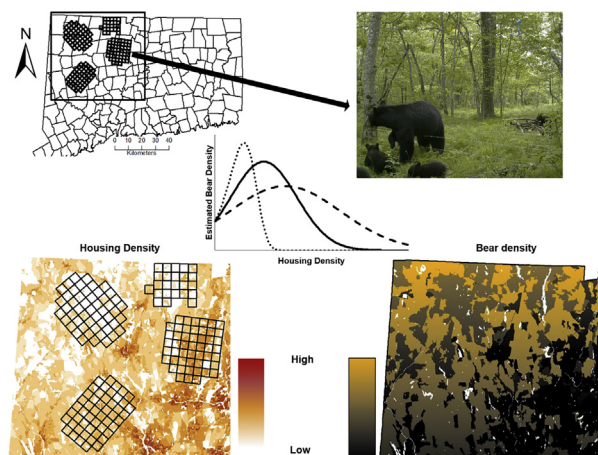 N
0 10 20 30 40
Kilometers
Estimated Bear Density
Housing Density
Housing Density
Bear density
High
Low